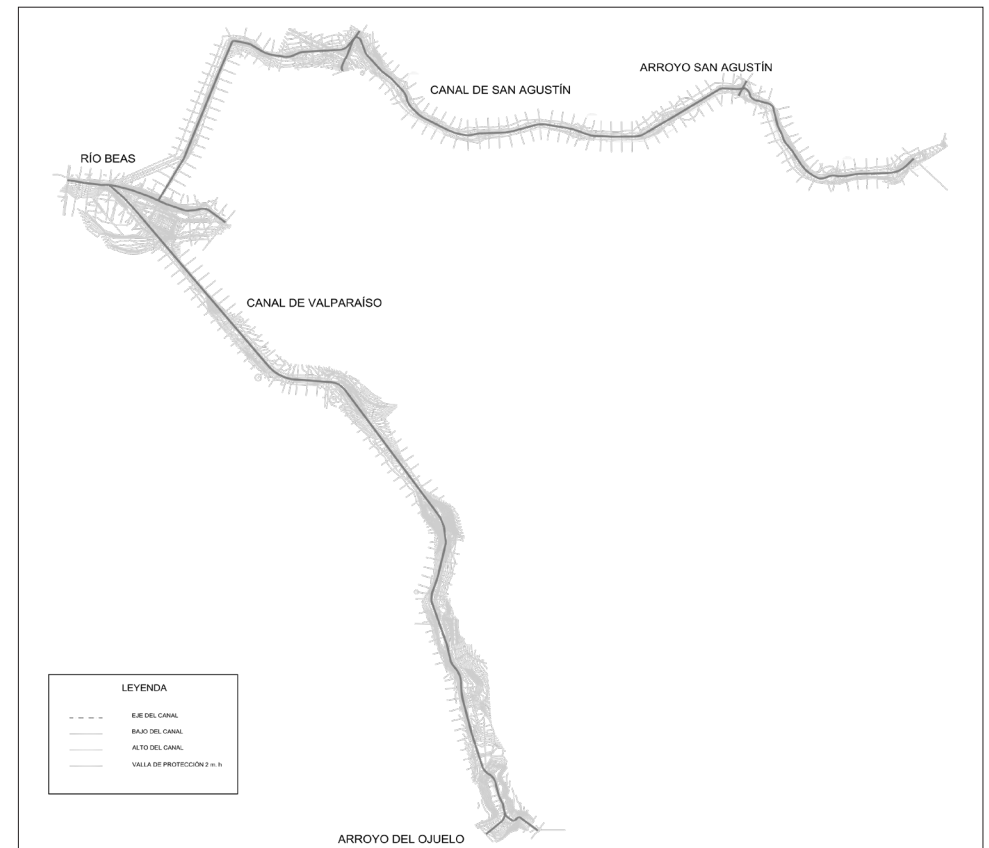 ARROYO SAN AGUSTÍN
CANAL DE SAN AGUSTÍN
RÍO BEAS
CANAL DE VALPARAÍSO
LEYENDA
EJE DEL CANAL
BAJO DEL CANAL
ALTO DEL CANAL
VALLA DE PROTECCIÓN 2 m. h
ARROYO DEL OJUELO